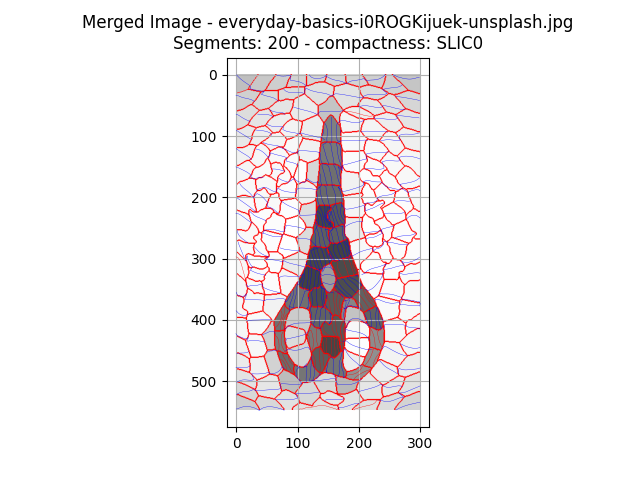 Merged Image - everyday-basics-i0ROGKijuek-unsplash.jpg
Segments: 200 - compactness: SLIC0
0
100
200
300
400
500
0 100 200 300